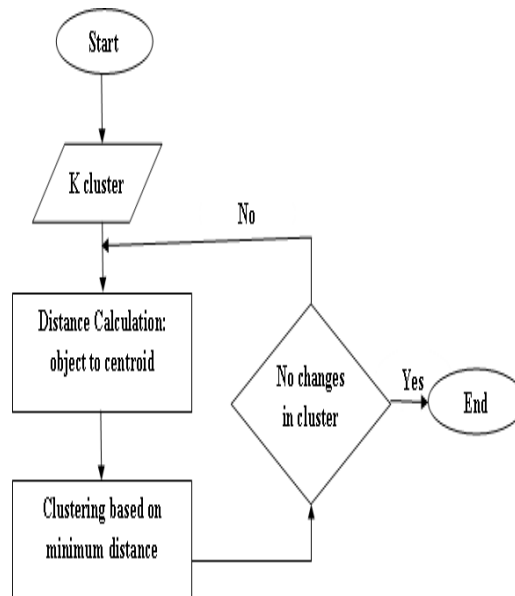 Start
K cluster
No
Distance Calculation:
object to centroid
No changes
in cluster
Yes
End
Clustering based on
minimum distance